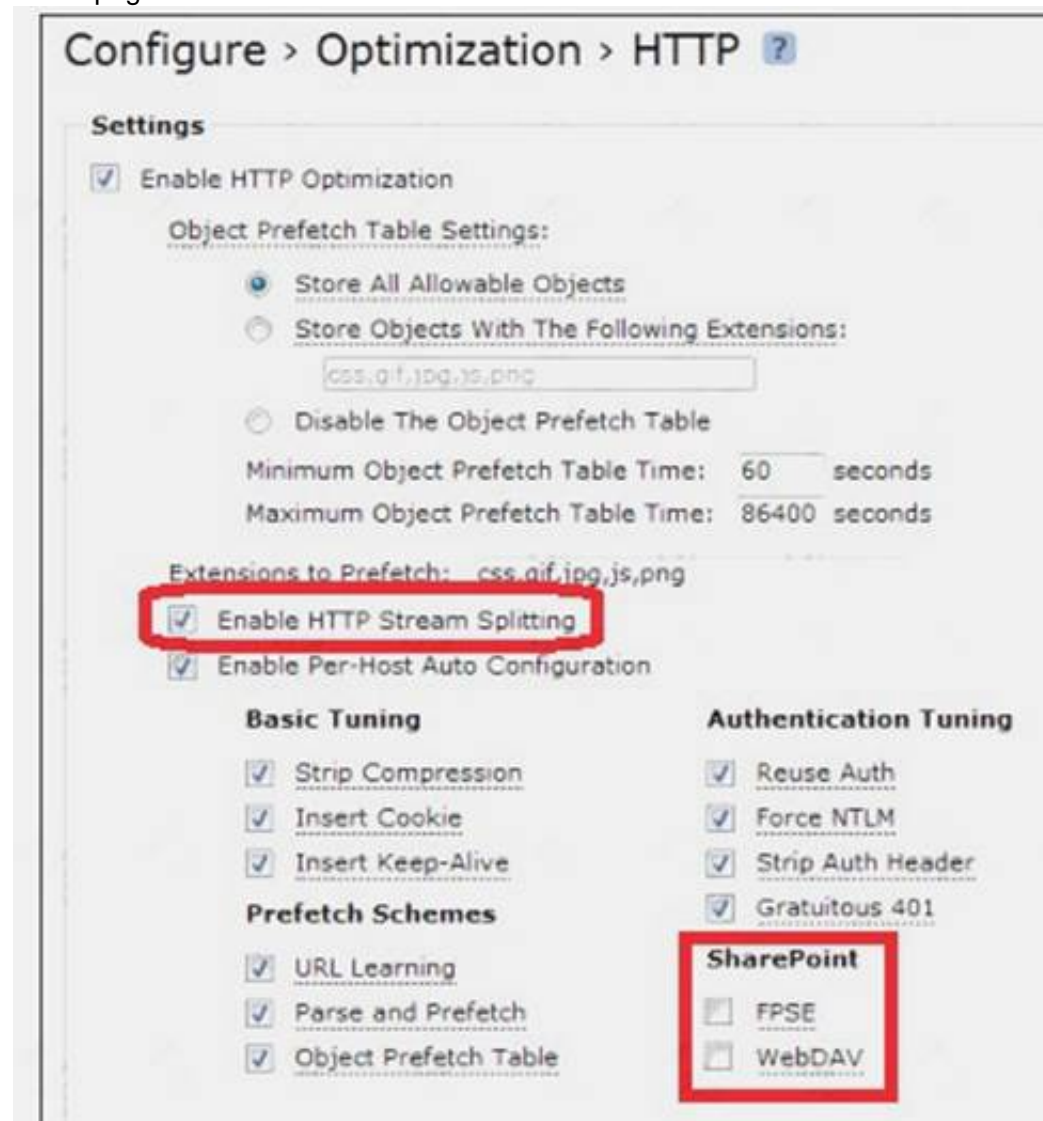 Configure > Optimization > HTTP ?
Settings
Enable HTTP Optimization
Object Prefetch Table Settings:
Store All Allowable Objects
Store Objects With The Following Extensions:
css,gif,jpg,js,png
Disable The Object Prefetch Table
Minimum Object Prefetch Table Time: 60 seconds
Maximum Object Prefetch Table Time: 86400 seconds
Extensions to Prefetch: css,gif,jpg,js,png
Enable HTTP Stream Splitting
Enable Per-Host Auto Configuration
Basic Tuning
Strip Compression
Insert Cookie
Insert Keep-Alive
Prefetch Schemes
URL Learning
Parse and Prefetch
Object Prefetch Table
Authentication Tuning
Reuse Auth
Force NTLM
Strip Auth Header
Gratuitous 401
SharePoint
FPSE
WebDAV